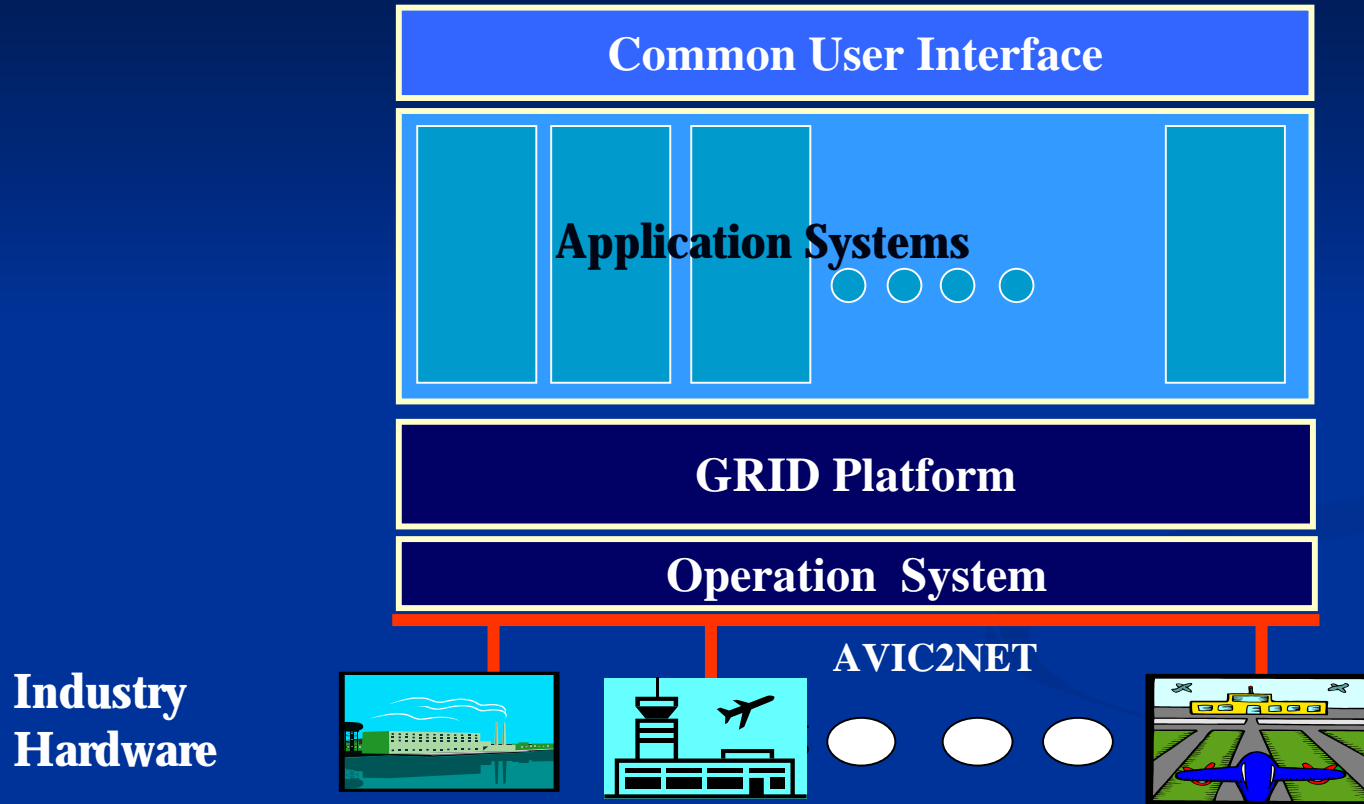 Common User Interface
Application Systems
GRID Platform
Operation System
AVIC2NET
Industry
Hardware